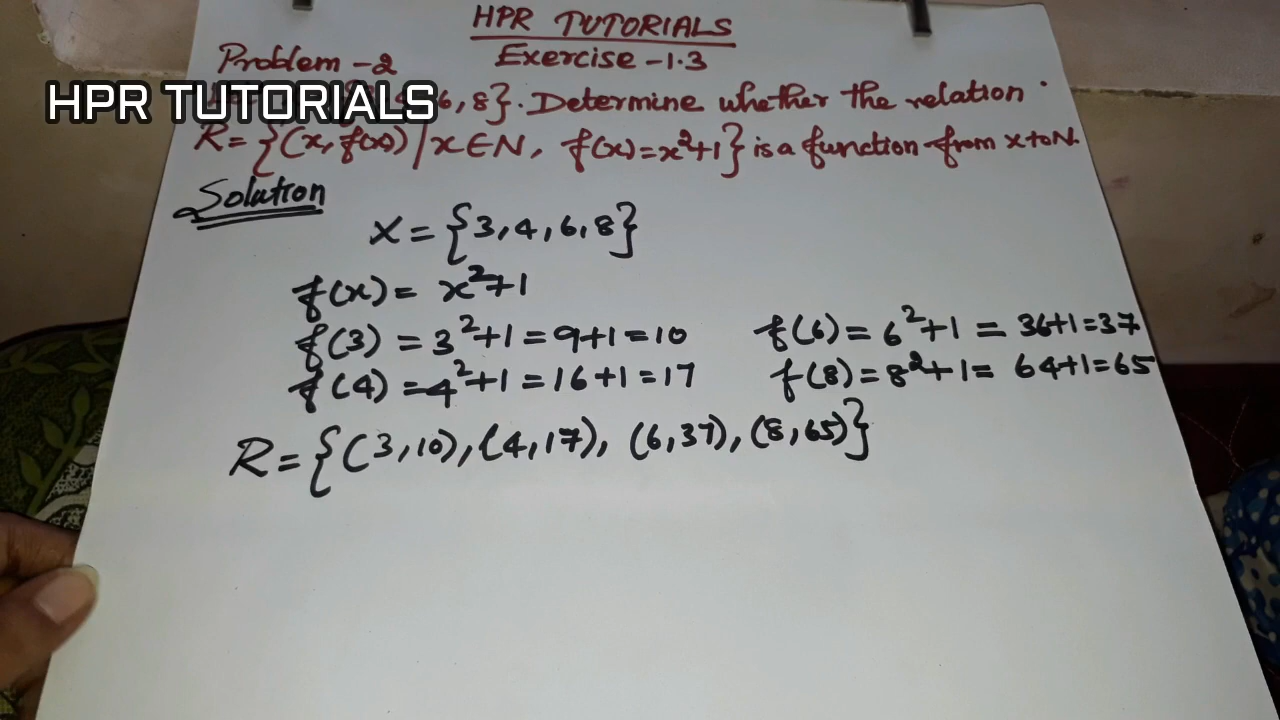 HPR TUTORIALS
Problem -2 Exercise -1.3
HPR TUTORIALS
6, 8}. Determine whether the relation
R = {(x, f(x)) | x ∈ N, f(x) = x²+1} is a function from X to N.
Solution
X = {3, 4, 6, 8}
f(x) = x²+1
f(3) = 3²+1 = 9+1 = 10 f(6) = 6²+1 = 36+1 = 37
f(4) = 4²+1 = 16+1 = 17 f(8) = 8²+1 = 64+1 = 65
R = {(3, 10), (4, 17), (6, 37), (8, 65)}